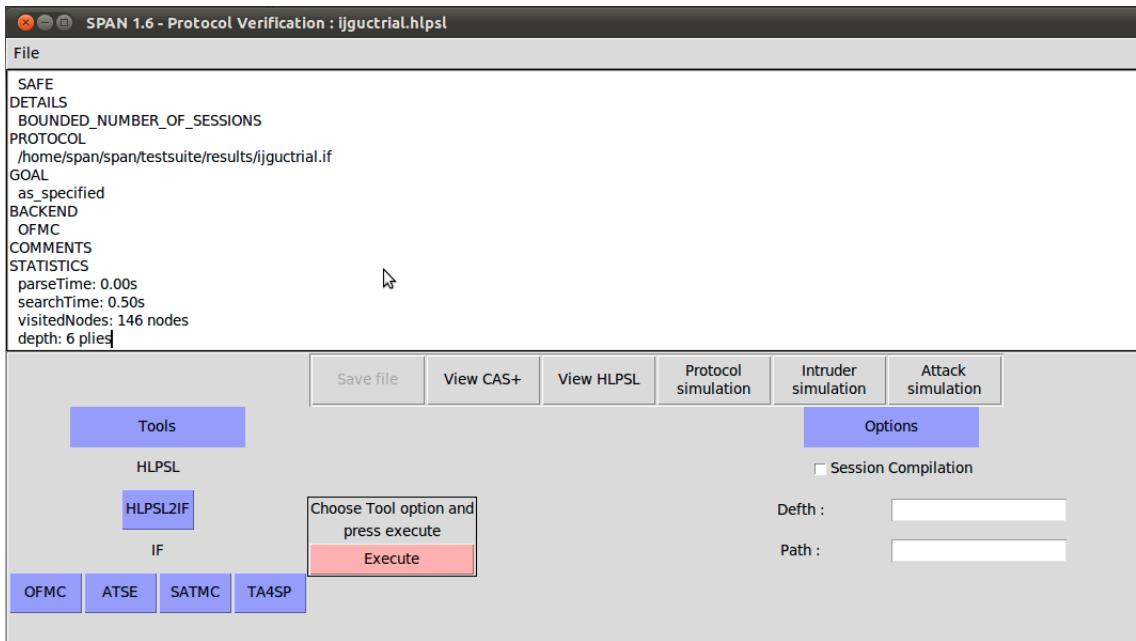 SPAN 1.6 - Protocol Verification : ijguctrial.hlpsl
File
SAFE
DETAILS
BOUNDED_NUMBER_OF_SESSIONS
PROTOCOL
/home/span/span/testsuite/results/ijguctrial.if
GOAL
as_specified
BACKEND
OFMC
COMMENTS
STATISTICS
parseTime: 0.00s
searchTime: 0.50s
visitedNodes: 146 nodes
depth: 6 plies
Save file
View CAS+
View HLPSL
Protocol
simulation
Intruder
simulation
Attack
simulation
Tools
Options
HLPSL
Session Compilation
HLPSL2IF
Choose Tool option and
press execute
Defth :
IF
Execute
Path :
OFMC
ATSE
SATMC
TA4SP